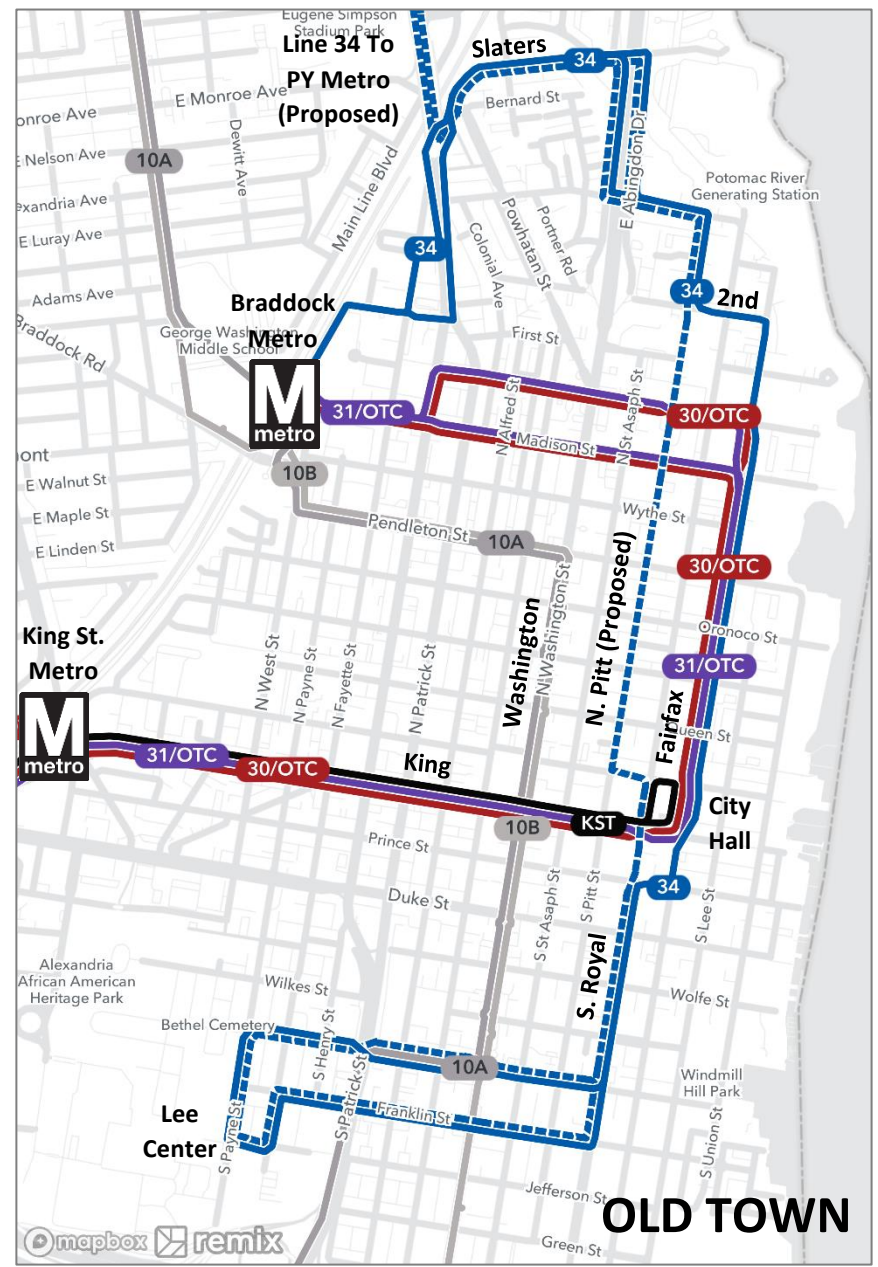 Eugene Simpson
Stadium Park
Line 34 To
PY Metro
(Proposed)
Slaters
34
E Monroe Ave
Bernard St
onroe Ave
Dewitt Ave
E Nelson Ave
10A
Main Line Blvd
E Abingdon Dr
Potomac River
Generating Station
exandria Ave
E Luray Ave
Colonial Ave
Powhatan St
Portner Rd
34
Adams Ave
34
2nd
Braddock
Metro
Braddock Rd
George Washington
Middle School
First St
M
metro
31/OTC
30/OTC
N Alfred St
Madison St
N St Asaph St
ont
10B
E Walnut St
E Maple St
Wythe St
Pendleton St
10A
E Linden St
30/OTC
Washington
N Washington St
N. Pitt (Proposed)
Oronoco St
King St.
Metro
31/OTC
N West St
N Payne St
N Fayette St
N Patrick St
Fairfax
ueen St
M
metro
31/OTC
30/OTC
King
City
Hall
10B
KST
Prince St
Duke St
34
S St Asaph St
S Pitt St
S Lee St
S. Royal
Alexandria
African American
Heritage Park
Wilkes St
Wolfe St
Bethel Cemetery
S Henry St
10A
S Patrick St
Windmill
Hill Park
Lee
Center
S Payne St
Franklin St
S Union St
Jefferson St
OLD TOWN
mapbox remix
Green St